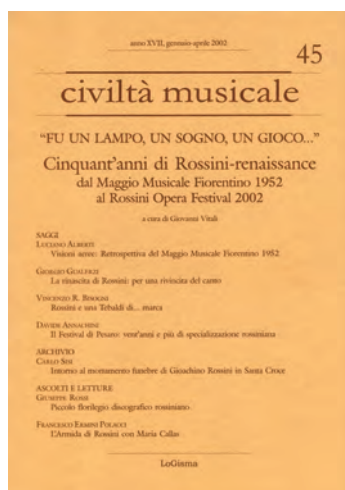 anno XVII, gennaio-aprile 2002
45
civiltà musicale
"FU UN LAMPO, UN SOGNO, UN GIOCO..."
Cinquant'anni di Rossini-renaissance
dal Maggio Musicale Fiorentino 1952
al Rossini Opera Festival 2002
a cura di Giovanni Vitali
SAGGI
LUCIANO ALBERTI
Visioni aeree: Retrospettiva del Maggio Musicale Fiorentino 1952
GIORGIO GUALERZI
La rinascita di Rossini: per una rivincita del canto
VINCENZO R. BISOGNI
Rossini e una Tebaldi di... marca
DAVIDE ANNACHINI
Il Festival di Pesaro: vent'anni e più di specializzazione rossiniana
ARCHIVIO
CARLO SISI
Intorno al monumento funebre di Gioachino Rossini in Santa Croce
ASCOLTI E LETTURE
GIUSEPPE ROSSI
Piccolo florilegio discografico rossiniano
FRANCESCO ERMINI POLACCI
L'Armida di Rossini con Maria Callas
LoGisma